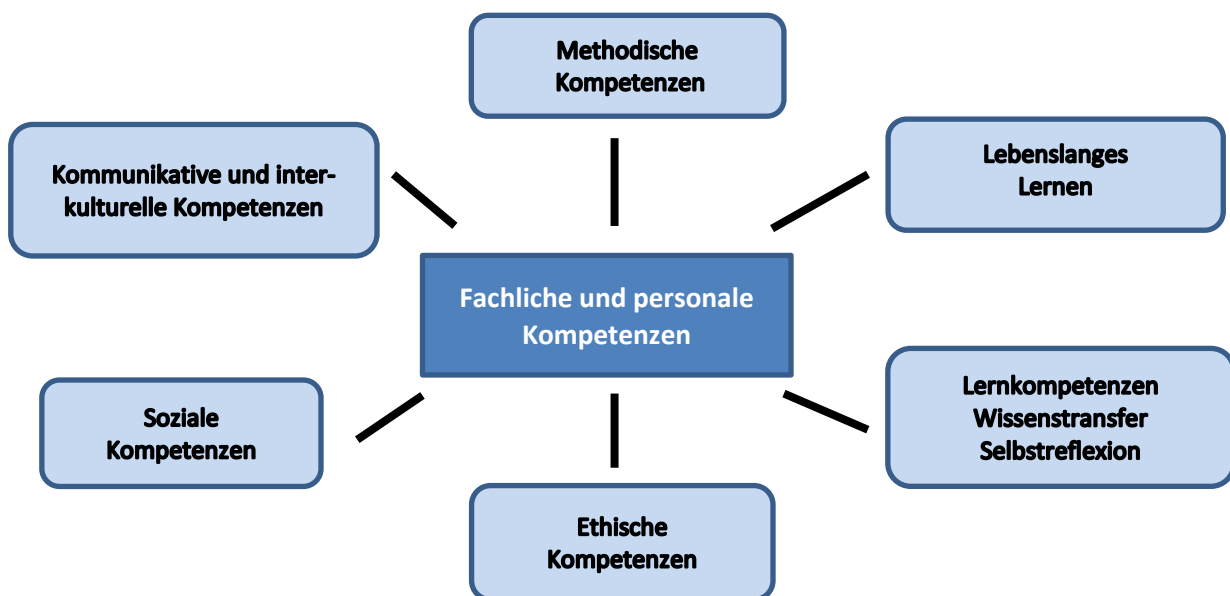 Methodische
Kompetenzen
Kommunikative und inter-
kulturelle Kompetenzen
Lebenslanges
Lernen
Fachliche und personale
Kompetenzen
Soziale
Kompetenzen
Lernkompetenzen
Wissenstransfer
Selbstreflexion
Ethische
Kompetenzen